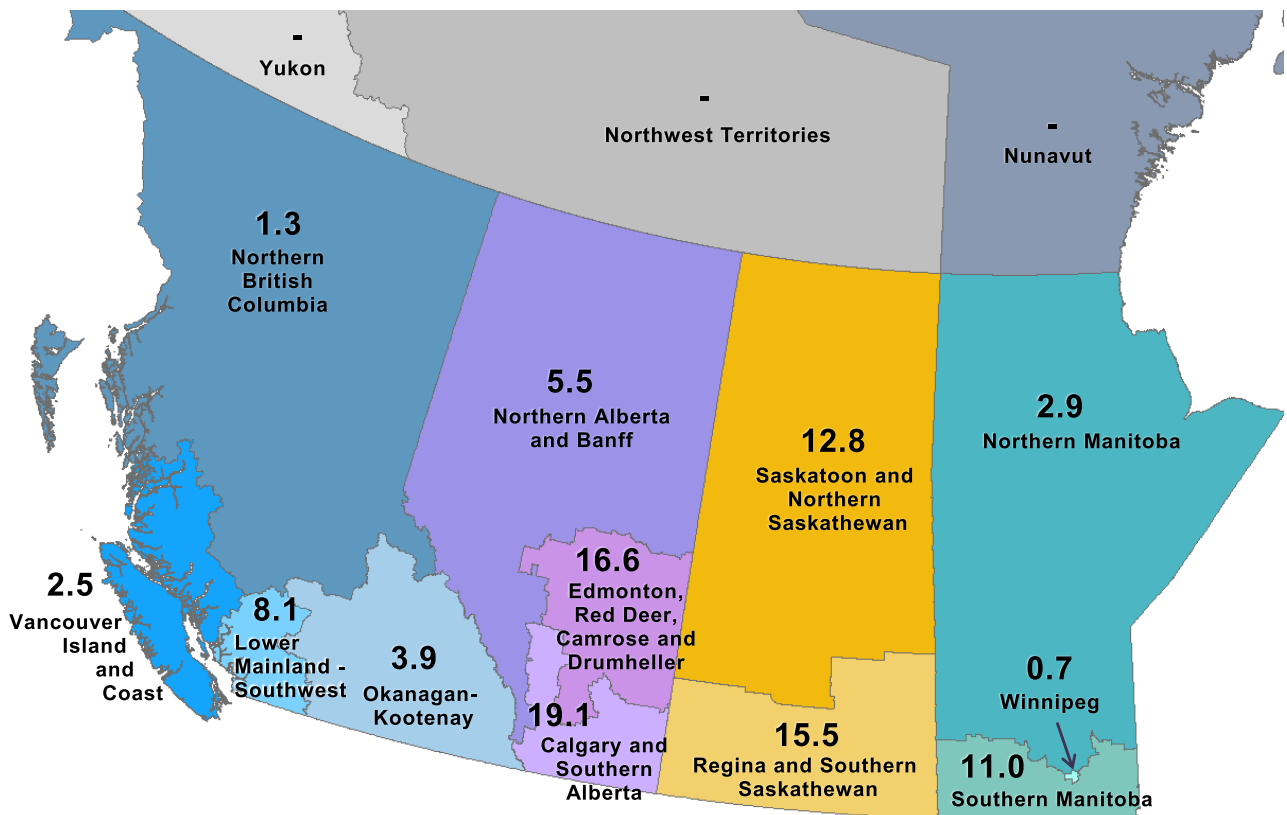 -
Yukon
-
Northwest Territories
-
Nunavut
1.3
Northern
British
Columbia
5.5
Northern Alberta
and Banff
12.8
Saskatoon and
Northern
Saskathewan
2.9
Northern Manitoba
2.5
Vancouver
Island
and
Coast
8.1
Lower
Mainland -
Southwest
3.9
Okanagan-
Kootenay
16.6
Edmonton,
Red Deer,
Camrose and
Drumheller
19.1
Calgary and
Southern
Alberta
15.5
Regina and Southern
Saskathewan
0.7
Winnipeg
11.0
Southern Manitoba